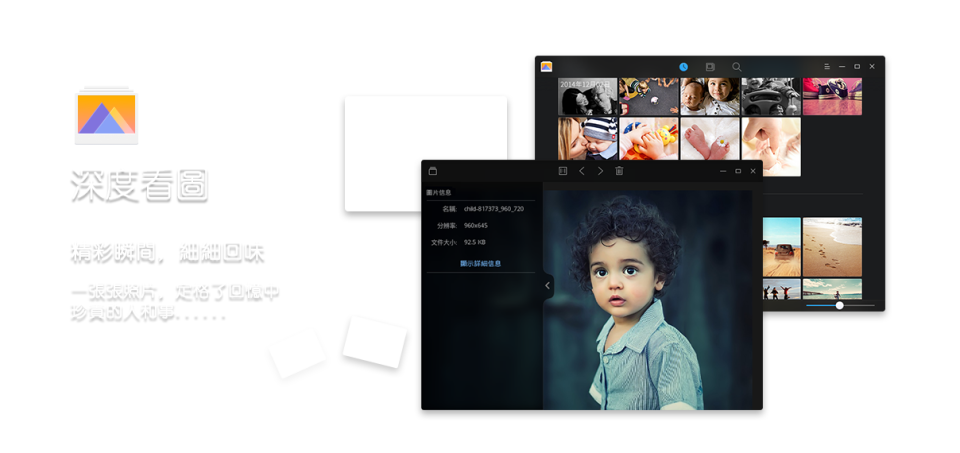 深度看圖
精彩瞬間，細細回味
一張張照片，定格了回憶中
珍貴的人和事......
2014年12月02日
圖片信息
名稱: child-817373_960_720
分辨率: 960x645
文件大小: 92.5 KB
顯示詳細信息